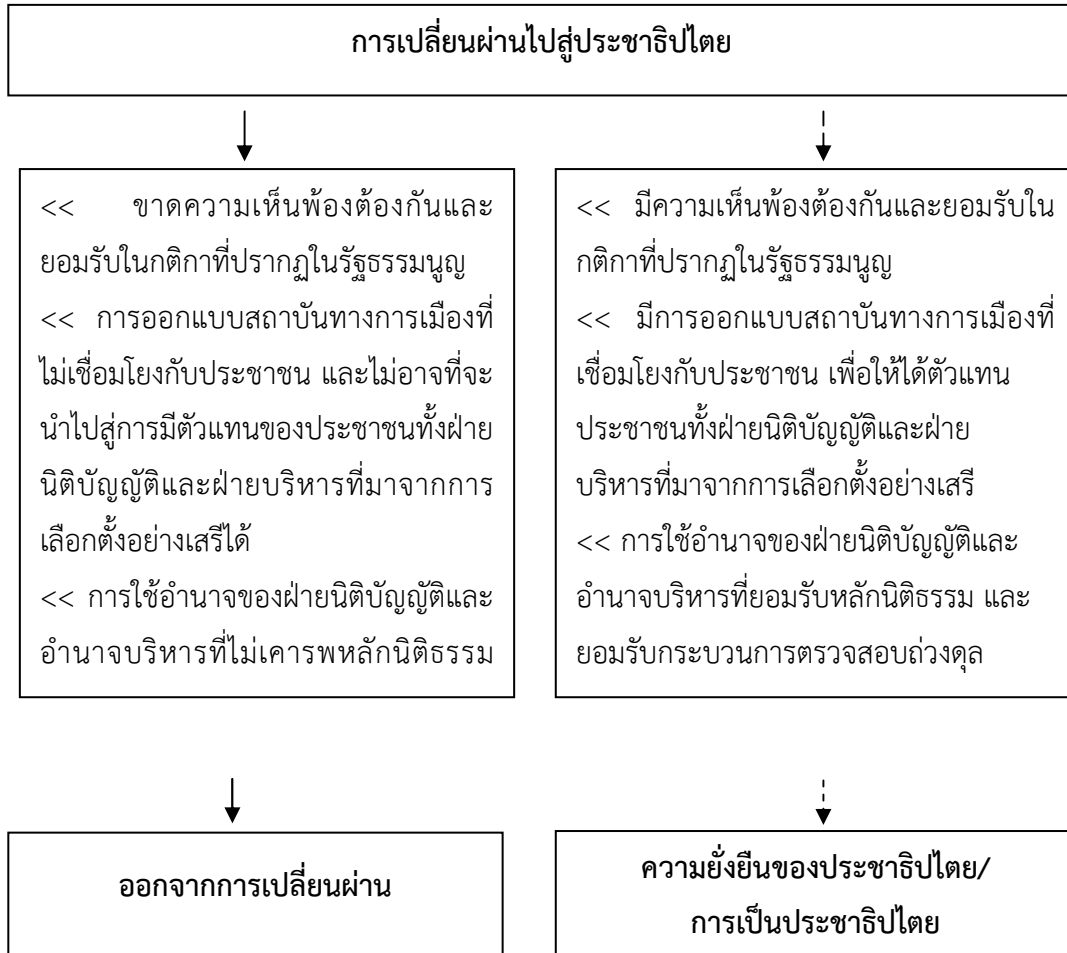 การเปลี่ยนผ่านไปสู่ประชาธิปไตย
<< ขาดความเห็นพ้องต้องกันและ
ยอมรับในกติกาที่ปรากฏในรัฐธรรมนูญ
<< การออกแบบสถาบันทางการเมืองที่
ไม่เชื่อมโยงกับประชาชน และไม่อาจที่จะ
นำไปสู่การมีตัวแทนของประชาชนทั้งฝ่าย
นิติบัญญัติและฝ่ายบริหารที่มาจากการ
เลือกตั้งอย่างเสรีได้
<< การใช้อำนาจของฝ่ายนิติบัญญัติและ
อำนาจบริหารที่ไม่เคารพหลักนิติธรรม
<< มีความเห็นพ้องต้องกันและยอมรับใน
กติกาที่ปรากฏในรัฐธรรมนูญ
<< มีการออกแบบสถาบันทางการเมืองที่
เชื่อมโยงกับประชาชน เพื่อให้ได้ตัวแทน
ประชาชนทั้งฝ่ายนิติบัญญัติและฝ่าย
บริหารที่มาจากการเลือกตั้งอย่างเสรี
<< การใช้อำนาจของฝ่ายนิติบัญญัติและ
อำนาจบริหารที่ยอมรับหลักนิติธรรม และ
ยอมรับกระบวนการตรวจสอบถ่วงดุล
ออกจากการเปลี่ยนผ่าน
ความยั่งยืนของประชาธิปไตย/
การเป็นประชาธิปไตย